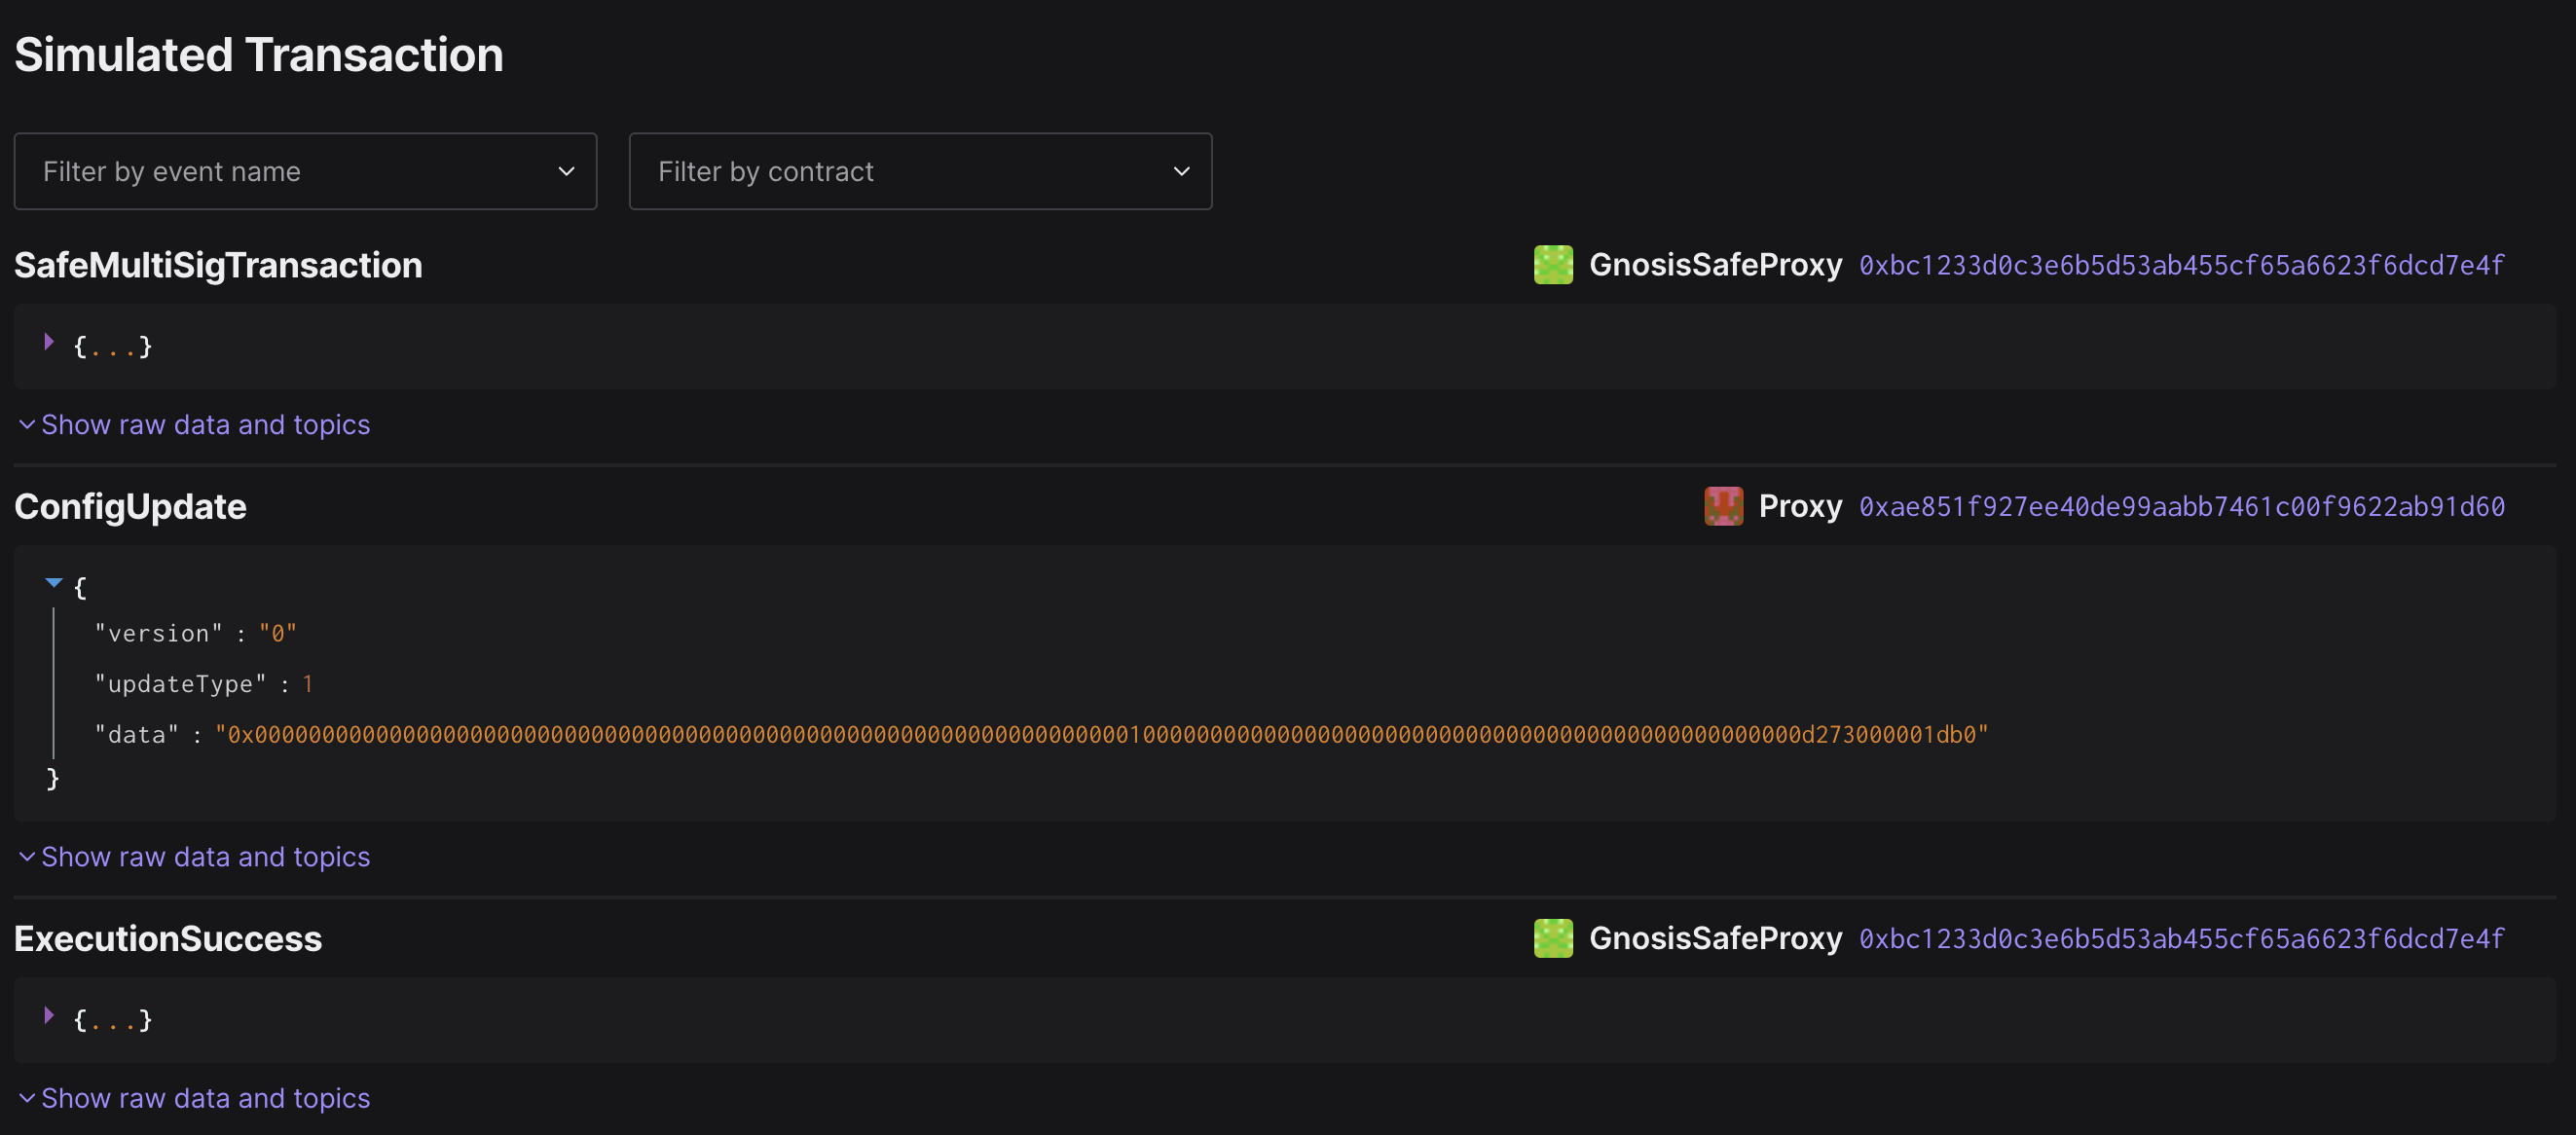 Simulated Transaction
Filter by event name
Filter by contract
SafeMultiSigTransaction
GnosisSafeProxy 0xbc1233d0c3e6b5d53ab455cf65a6623f6dcd7e4f
{...}
Show raw data and topics
ConfigUpdate
Proxy 0xae851f927ee40de99aabb7461c00f9622ab91d60
{
"version" : "0"
"updateType" : 1
"data" : "0x0000000000000000000000000000000000000000000000000000000000000000010000000000000000000000000000000000000000000000000d273000001db0"
}
Show raw data and topics
ExecutionSuccess
GnosisSafeProxy 0xbc1233d0c3e6b5d53ab455cf65a6623f6dcd7e4f
{...}
Show raw data and topics